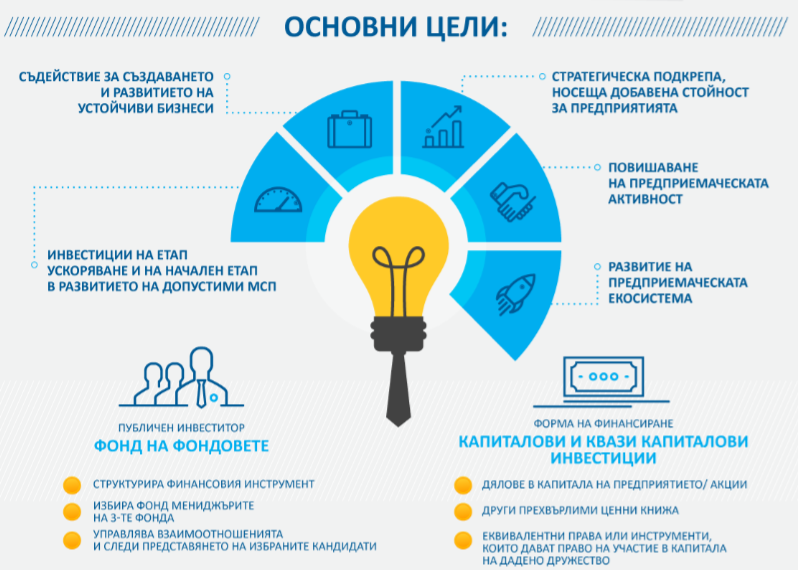 ОСНОВНИ ЦЕЛИ:
СЪДЕЙСТВИЕ ЗА СЪЗДАВАНЕТО
И РАЗВИТИЕТО НА
УСТОЙЧИВИ БИЗНЕСИ
СТРАТЕГИЧЕСКА ПОДКРЕПА,
НОСЕЩА ДОБАВЕНА СТОЙНОСТ
ЗА ПРЕДПРИЯТИЯТА
ПОВИШАВАНЕ
НА ПРЕДПРИЕМАЧЕСКАТА
АКТИВНОСТ
ИНВЕСТИЦИИ НА ЕТАП
УСКОРЯВАНЕ И НА НАЧАЛЕН ЕТАП
В РАЗВИТИЕТО НА ДОПУСТИМИ МСП
РАЗВИТИЕ НА
ПРЕДПРИЕМАЧЕСКАТА
ЕКОСИСТЕМА
ПУБЛИЧЕН ИНВЕСТИТОР
ФОНД НА ФОНДОВЕТЕ
СТРУКТУРИРА ФИНАНСОВИЯ ИНСТРУМЕНТ
ИЗБИРА ФОНД МЕНИДЖЪРИТЕ
НА 3-ТЕ ФОНДА
УПРАВЛЯВА ВЗАИМООТНОШЕНИЯТА
И СЛЕДИ ПРЕДСТАВЯНЕТО НА ИЗБРАНИТЕ КАНДИДАТИ
ФОРМА НА ФИНАНСИРАНЕ
КАПИТАЛОВИ И КВАЗИ КАПИТАЛОВИ
ИНВЕСТИЦИИ
ДЯЛОВЕ В КАПИТАЛА НА ПРЕДПРИЯТИЕТО/ АКЦИИ
ДРУГИ ПРЕХВЪРЛИМИ ЦЕННИ КНИЖА
ЕКВИВАЛЕНТНИ ПРАВА ИЛИ ИНСТРУМЕНТИ,
КОИТО ДАВАТ ПРАВО НА УЧАСТИЕ В КАПИТАЛА
НА ДАДЕНО ДРУЖЕСТВО